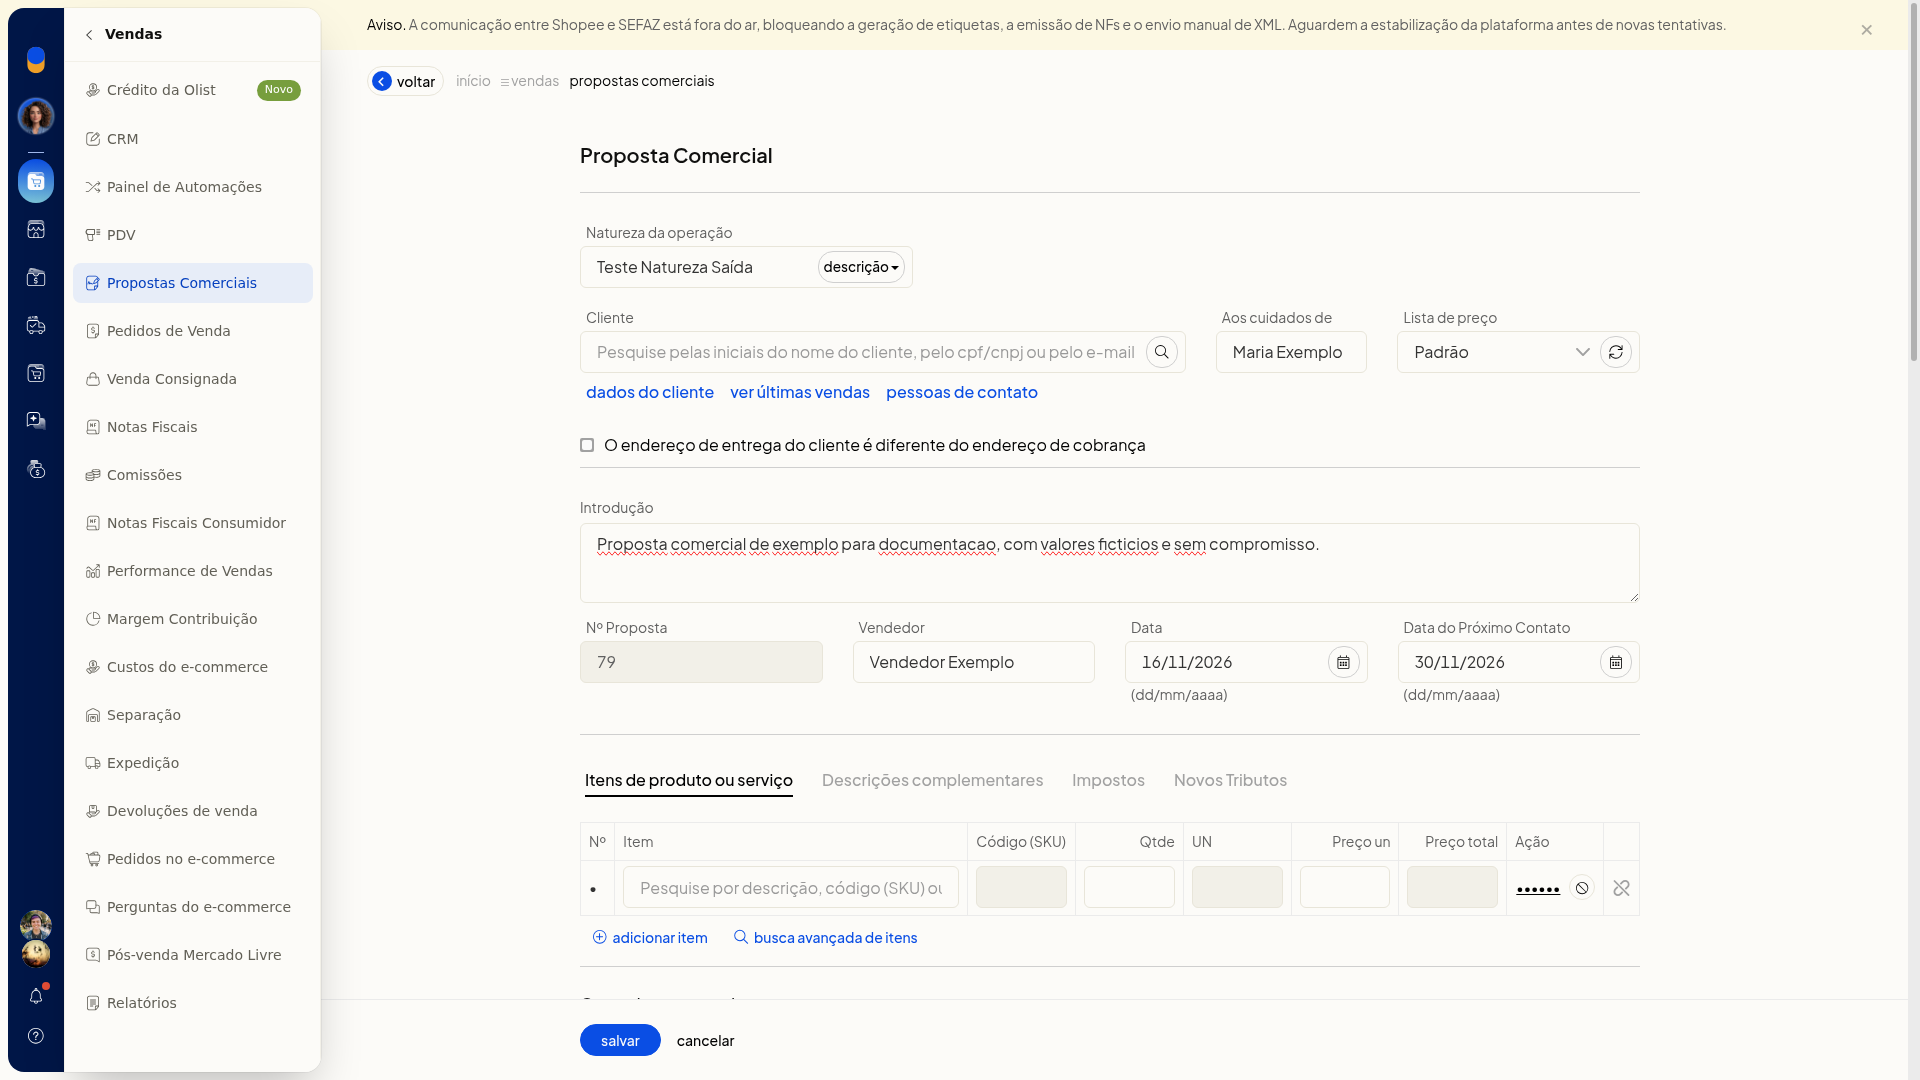 Vendas
Crédito da Olist
Novo
CRM
Painel de Automações
PDV
Propostas Comerciais
Pedidos de Venda
Venda Consignada
Notas Fiscais
Comissões
Notas Fiscais Consumidor
Performance de Vendas
Margem Contribuição
Custos do e-commerce
Separação
Expedição
Devoluções de venda
Pedidos no e-commerce
Perguntas do e-commerce
Pós-venda Mercado Livre
Relatórios
Aviso. A comunicação entre Shopee e SEFAZ está fora do ar, bloqueando a geração de etiquetas, a emissão de NFs e o envio manual de XML. Aguardem a estabilização da plataforma antes de novas tentativas.
voltar início vendas propostas comerciais
Proposta Comercial
Natureza da operação
Teste Natureza Saída descrição
Cliente Aos cuidados de Lista de preço
Pesquise pelas iniciais do nome do cliente, pelo cpf/cnpj ou pelo e-mail Maria Exemplo Padrão
dados do cliente ver últimas vendas pessoas de contato
O endereço de entrega do cliente é diferente do endereço de cobrança
Introdução
Proposta comercial de exemplo para documentacao, com valores ficticios e sem compromisso.
Nº Proposta Vendedor Data Data do Próximo Contato
79 Vendedor Exemplo 16/11/2026 30/11/2026
(dd/mm/aaaa) (dd/mm/aaaa)
Itens de produto ou serviço Descrições complementares Impostos Novos Tributos
Nº Item Código (SKU) Qtde UN Preço un Preço total Ação
Pesquise por descrição, código (SKU) ou
adicionar item busca avançada de itens
salvar cancelar